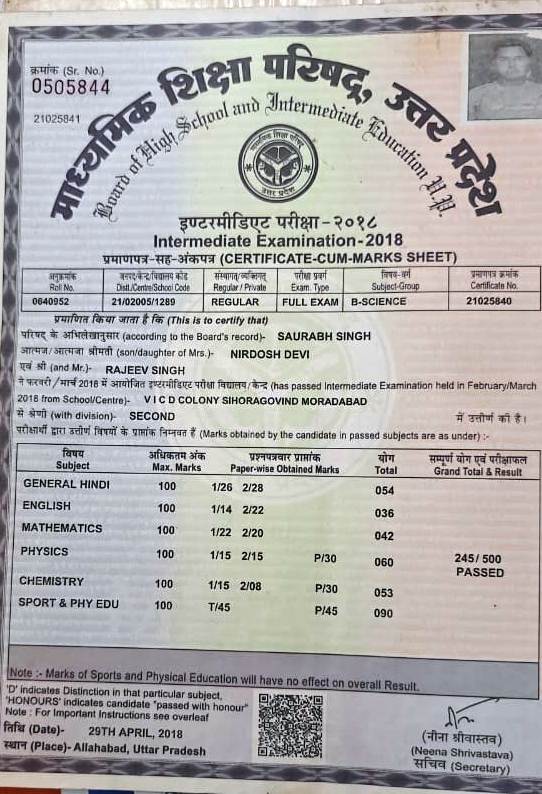 क्रमांक (Sr. No.)
0505844
21025841
माध्यमिक शिक्षा परिषद्, उत्तर प्रदेश
Board of High School and Intermediate Education U.P.
माध्यमिक शिक्षा परिषद
उत्तर प्रदेश
इण्टरमीडिएट परीक्षा-२०१८
Intermediate Examination-2018
प्रमाणपत्र-सह-अंकपत्र (CERTIFICATE-CUM-MARKS SHEET)
अनुक्रमांक जनपद/केन्द्र/विद्यालय कोड संस्थागत/व्यक्तिगत परीक्षा प्रवर्ग विषय-वर्ग प्रमाणपत्र क्रमांक
Roll No. Dist./Centre/School Code Regular / Private Exam. Type Subject-Group Certificate No.
0640952 21/02005/1289 REGULAR FULL EXAM B-SCIENCE 21025840
प्रमाणित किया जाता है कि (This is to certify that)
परिषद् के अभिलेखानुसार (according to the Board's record)- SAURABH SINGH
आत्मज/आत्मजा श्रीमती (son/daughter of Mrs.)- NIRDOSH DEVI
एवं श्री (and Mr.)- RAJEEV SINGH
ने फरवरी/मार्च 2018 में आयोजित इण्टरमीडिएट परीक्षा विद्यालय/केन्द्र (has passed Intermediate Examination held in February/March
2018 from School/Centre)- V I C D COLONY SIHORAGOVIND MORADABAD
से श्रेणी (with division)- SECOND में उत्तीर्ण की है।
परीक्षार्थी द्वारा उत्तीर्ण विषयों के प्राप्तांक निम्नवत हैं (Marks obtained by the candidate in passed subjects are as under) :-
विषय अधिकतम अंक प्रश्नपत्रवार प्राप्तांक योग सम्पूर्ण योग एवं परीक्षाफल
Subject Max. Marks Paper-wise Obtained Marks Total Grand Total & Result
GENERAL HINDI 100 1/26 2/28 054
ENGLISH 100 1/14 2/22 036
MATHEMATICS 100 1/22 2/20 042
PHYSICS 100 1/15 2/15 P/30 060 245/ 500
PASSED
CHEMISTRY 100 1/15 2/08 P/30 053
SPORT & PHY EDU 100 T/45 P/45 090
Note :- Marks of Sports and Physical Education will have no effect on overall Result.
'D' indicates Distinction in that particular subject,
'HONOURS' indicates candidate "passed with honour"
Note : For Important Instructions see overleaf
तिथि (Date)- 29TH APRIL, 2018
स्थान (Place)- Allahabad, Uttar Pradesh
(नीना श्रीवास्तव)
(Neena Shrivastava)
सचिव (Secretary)